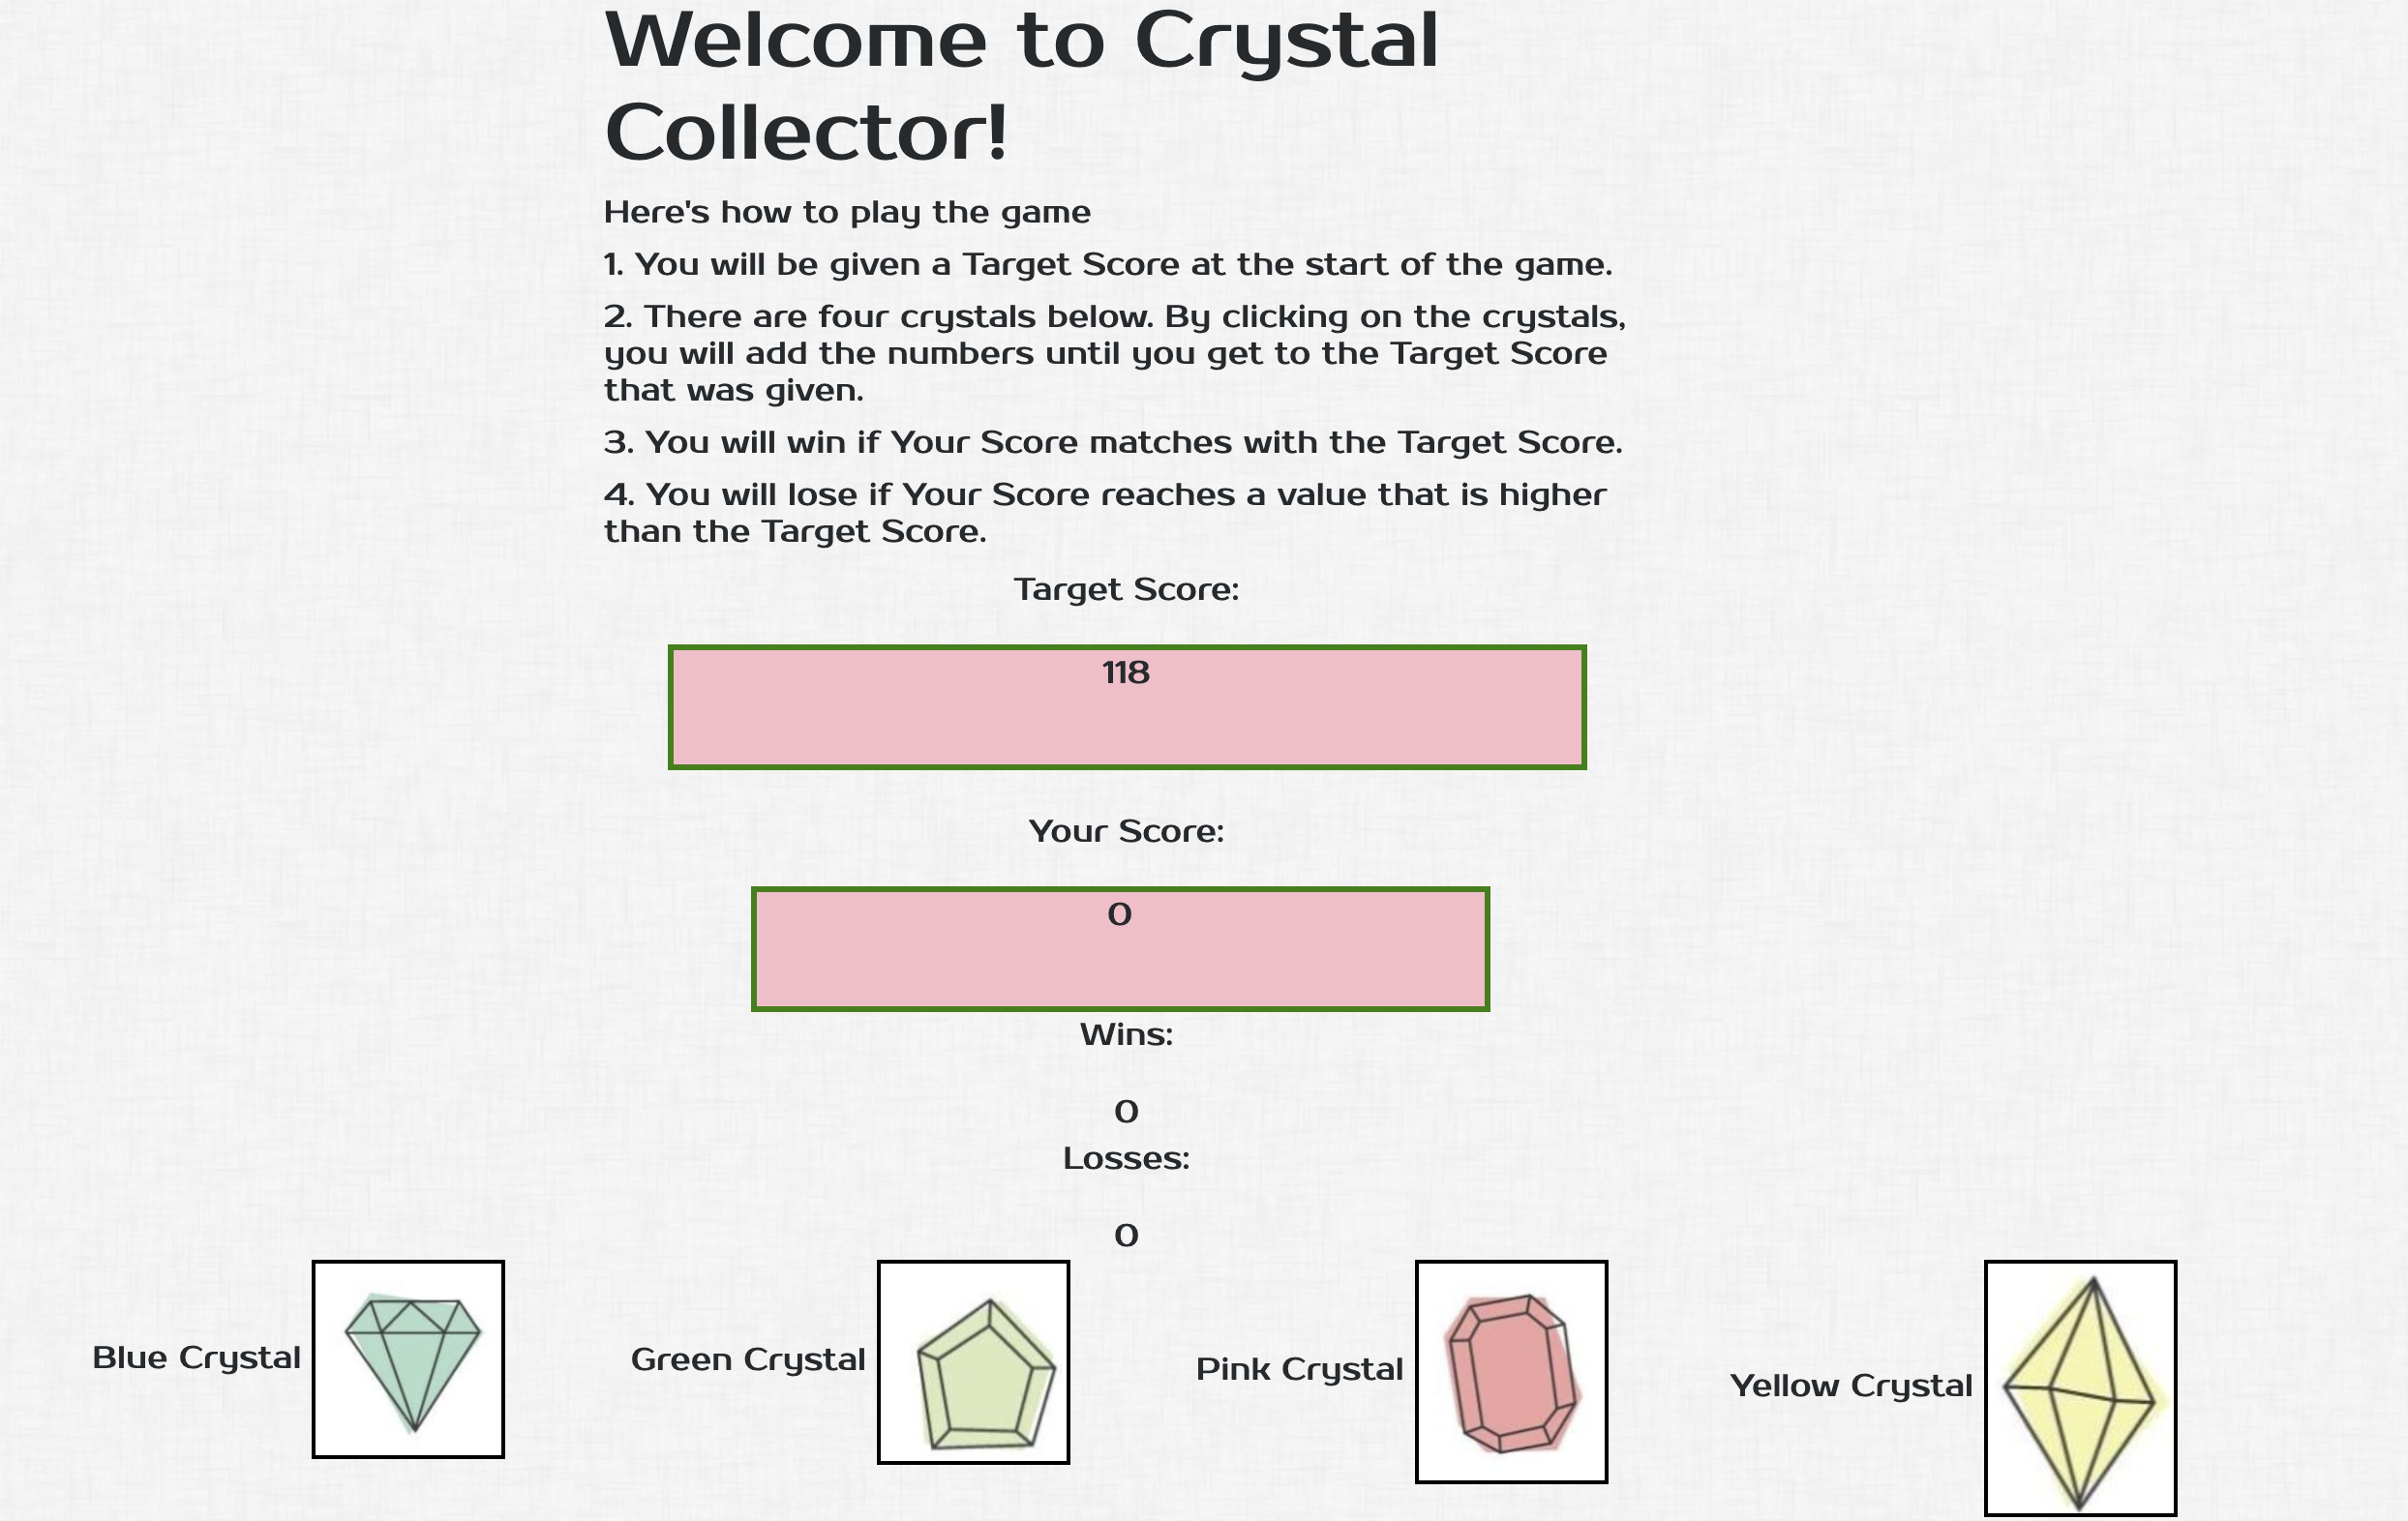 Welcome to Crystal
Collector!
Here's how to play the game
1. You will be given a Target Score at the start of the game.
2. There are four crystals below. By clicking on the crystals,
you will add the numbers until you get to the Target Score
that was given.
3. You will win if Your Score matches with the Target Score.
4. You will lose if Your Score reaches a value that is higher
than the Target Score.
Target Score:
118
Your Score:
0
Wins:
0
Losses:
0
Blue Crystal
Green Crystal
Pink Crystal
Yellow Crystal